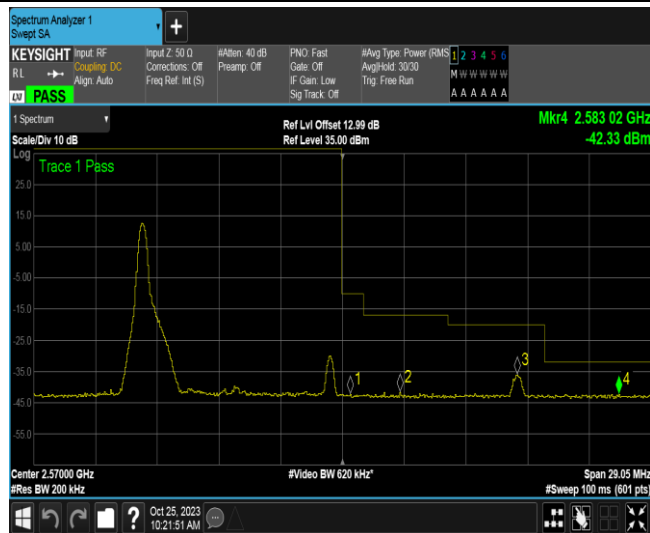 Spectrum Analyzer 1
Swept SA
+
KEYSIGHT
RL
LXI PASS
Input: RF
Coupling: DC
Align: Auto
Input Z: 50 Ω
Corrections: Off
Freq Ref: Int (S)
#Atten: 40 dB
Preamp: Off
PNO: Fast
Gate: Off
IF Gain: Low
Sig Track: Off
#Avg Type: Power (RMS
Avg|Hold: 30/30
Trig: Free Run
1 2 3 4 5 6
M W W W W W
A A A A A A
1 Spectrum
Scale/Div 10 dB
Ref Lvl Offset 12.99 dB
Ref Level 35.00 dBm
Mkr4 2.583 02 GHz
-42.33 dBm
Log
Trace 1 Pass
25.0
15.0
5.00
-5.00
-15.0
-25.0
-35.0
-45.0
-55.0
1
2
3
4
Center 2.57000 GHz
#Video BW 620 kHz*
Span 29.05 MHz
#Res BW 200 kHz
#Sweep 100 ms (601 pts)
?
Oct 25, 2023
10:21:51 AM